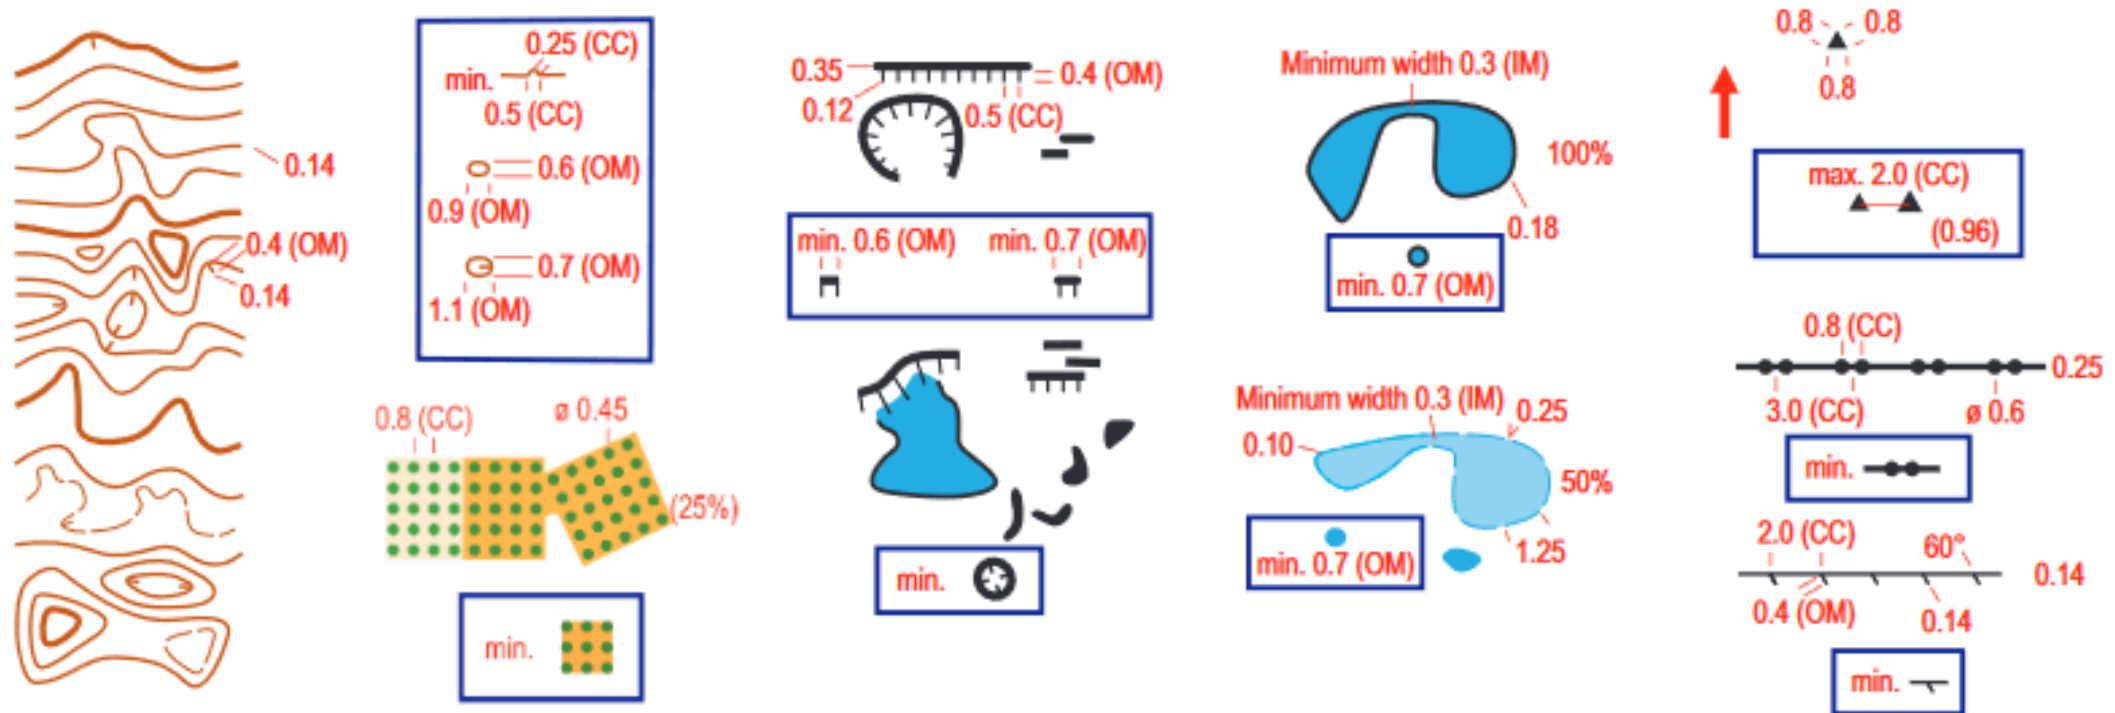 0.14
0.4 (OM)
0.14
0.25 (CC)
min.
0.5 (CC)
0.6 (OM)
0.9 (OM)
0.7 (OM)
1.1 (OM)
0.8 (CC)
ø 0.45
(25%)
min.
0.35
0.4 (OM)
0.12
0.5 (CC)
min. 0.6 (OM)
min. 0.7 (OM)
min.
Minimum width 0.3 (IM)
100%
0.18
min. 0.7 (OM)
Minimum width 0.3 (IM)
0.25
0.10
50%
1.25
min. 0.7 (OM)
0.8
0.8
0.8
max. 2.0 (CC)
(0.96)
0.8 (CC)
0.25
3.0 (CC)
ø 0.6
min.
2.0 (CC)
60°
0.14
0.4 (OM)
0.14
min.